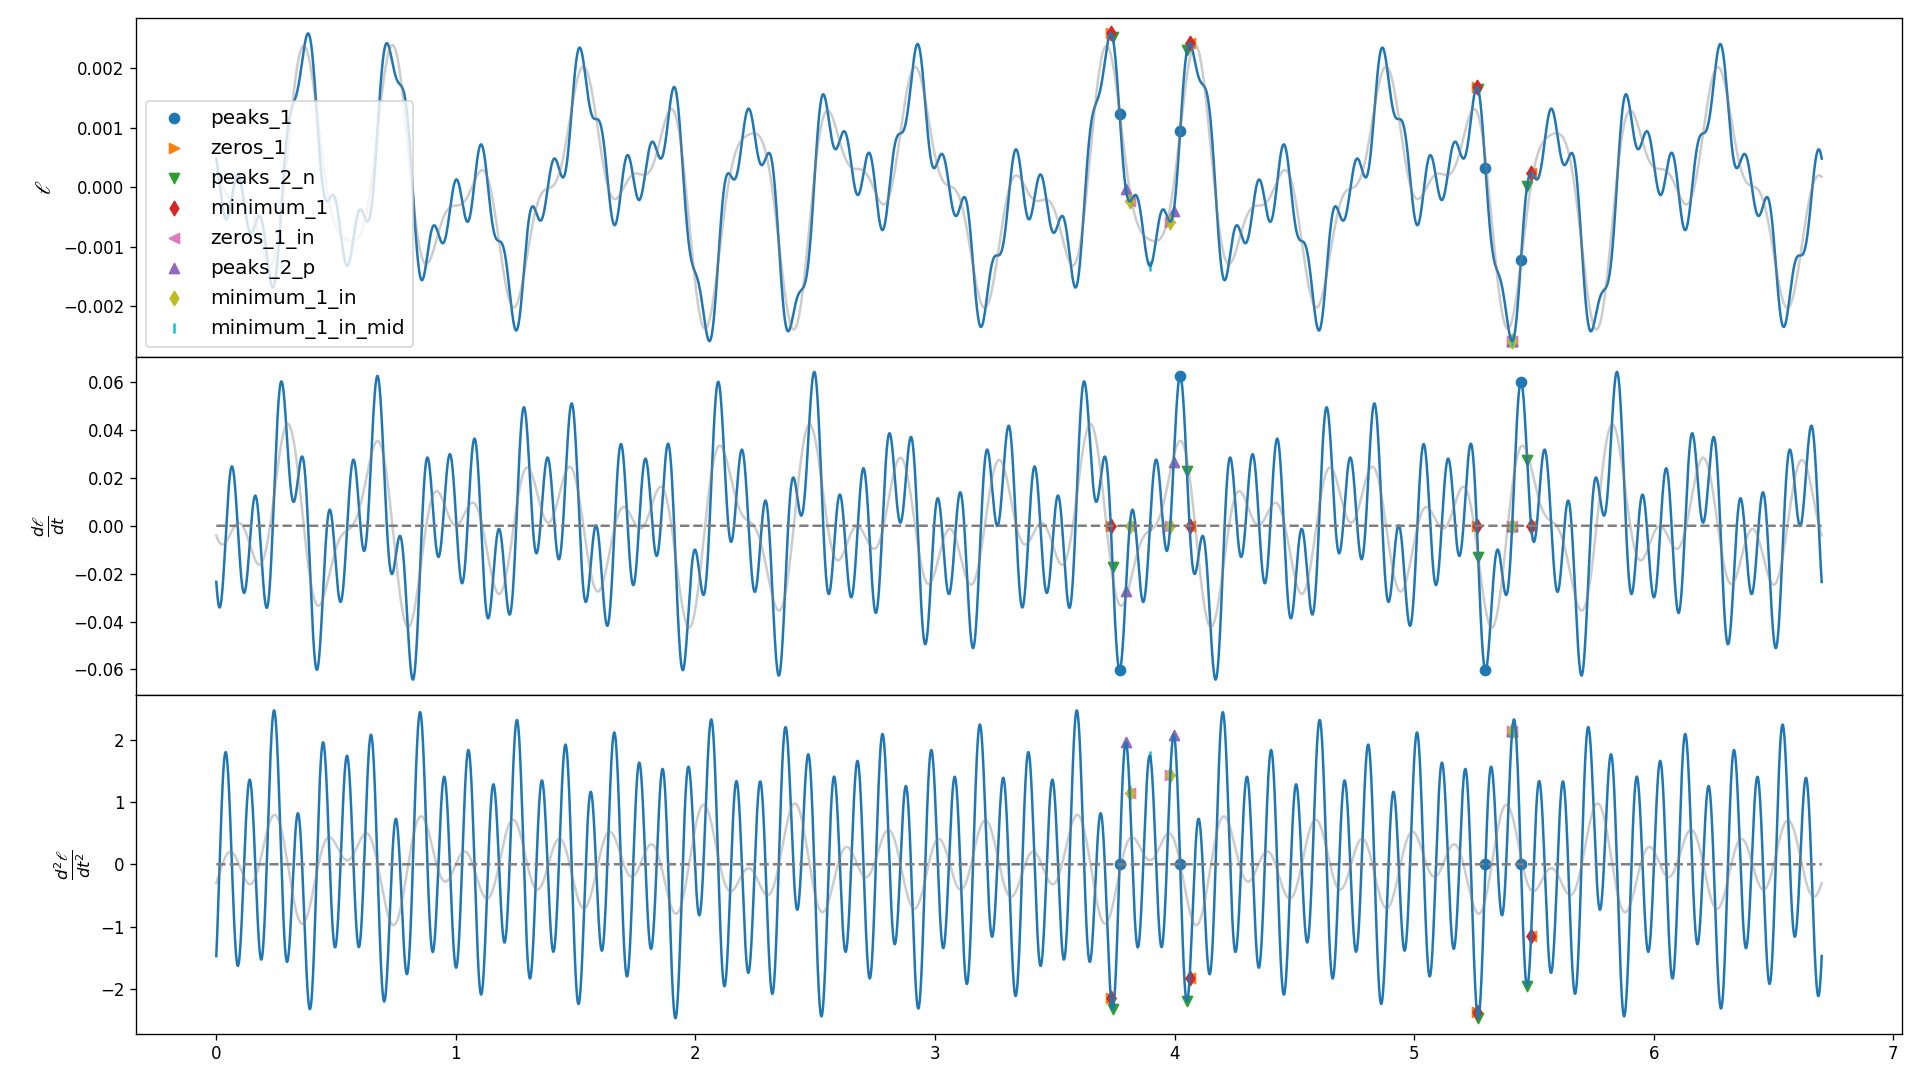 0.002
0.001
0.000
−0.001
−0.002
ℓ
peaks_1
zeros_1
peaks_2_n
minimum_1
zeros_1_in
peaks_2_p
minimum_1_in
minimum_1_in_mid
0.06
0.04
0.02
0.00
−0.02
−0.04
−0.06
dℓ
dt
2
1
0
−1
−2
d²ℓ
dt²
0 1 2 3 4 5 6 7